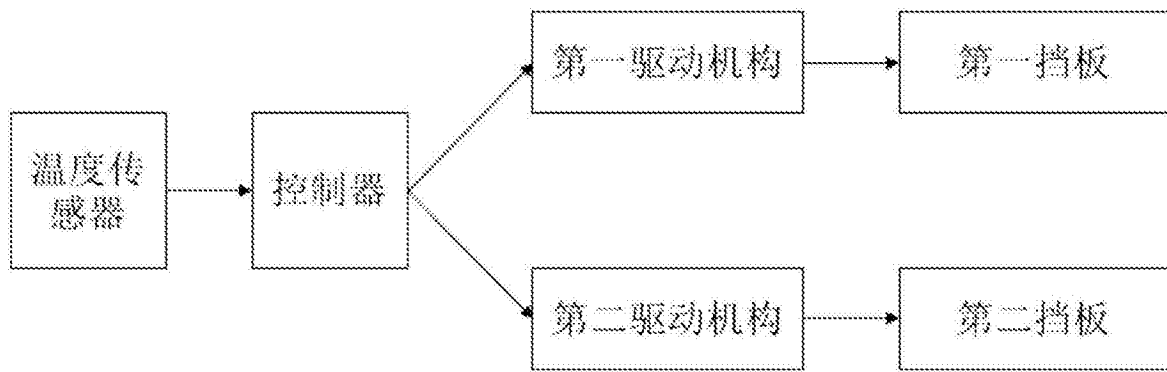 温度传
感器
控制器
第一驱动机构
第一挡板
第二驱动机构
第二挡板